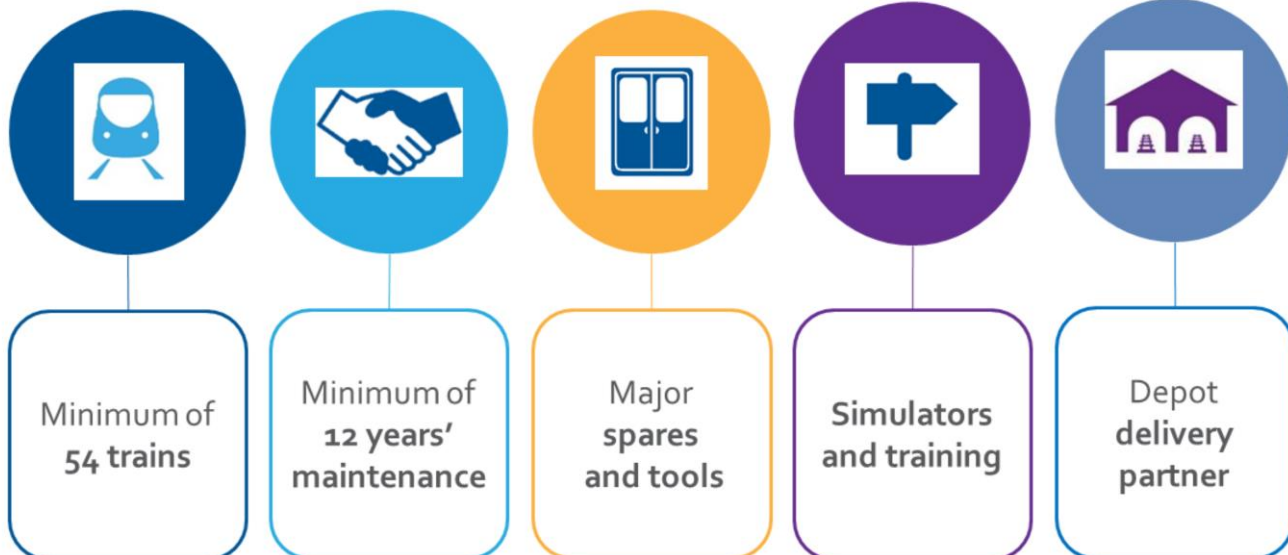 Minimum of
54 trains
Minimum of
12 years’
maintenance
Major
spares
and tools
Simulators
and training
Depot
delivery
partner